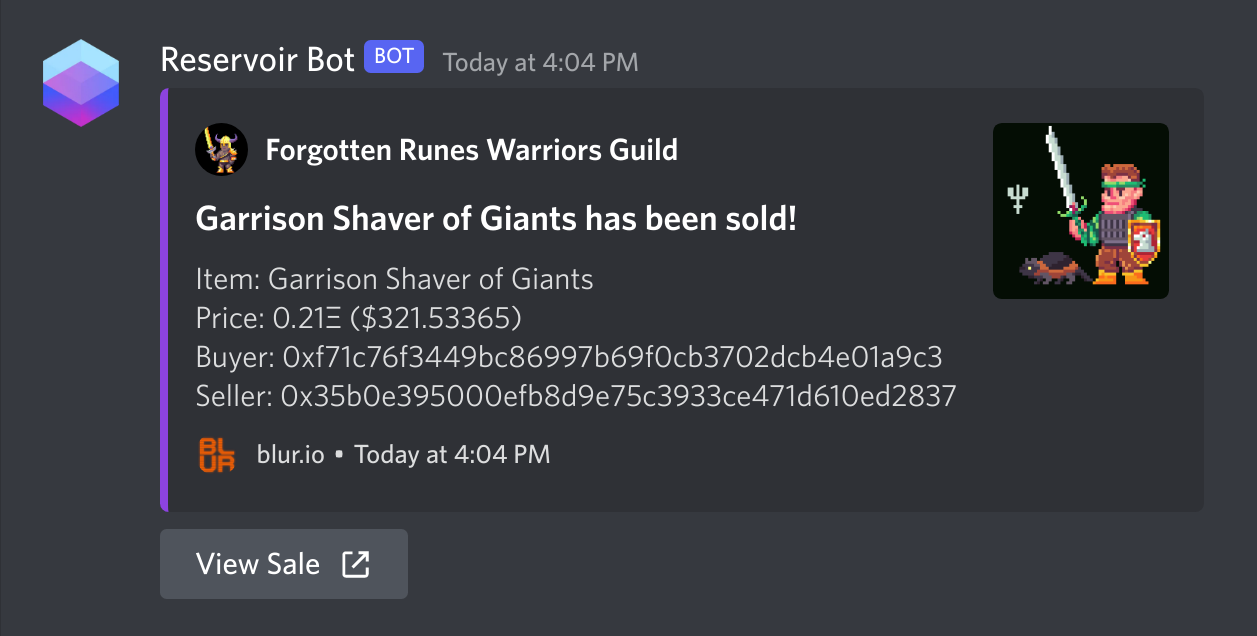 Reservoir Bot BOT Today at 4:04 PM
Forgotten Runes Warriors Guild
Garrison Shaver of Giants has been sold!
Item: Garrison Shaver of Giants
Price: 0.21Ξ ($321.53365)
Buyer: 0xf71c76f3449bc86997b69f0cb3702dcb4e01a9c3
Seller: 0x35b0e395000efb8d9e75c3933ce471d610ed2837
BLUR blur.io • Today at 4:04 PM
View Sale